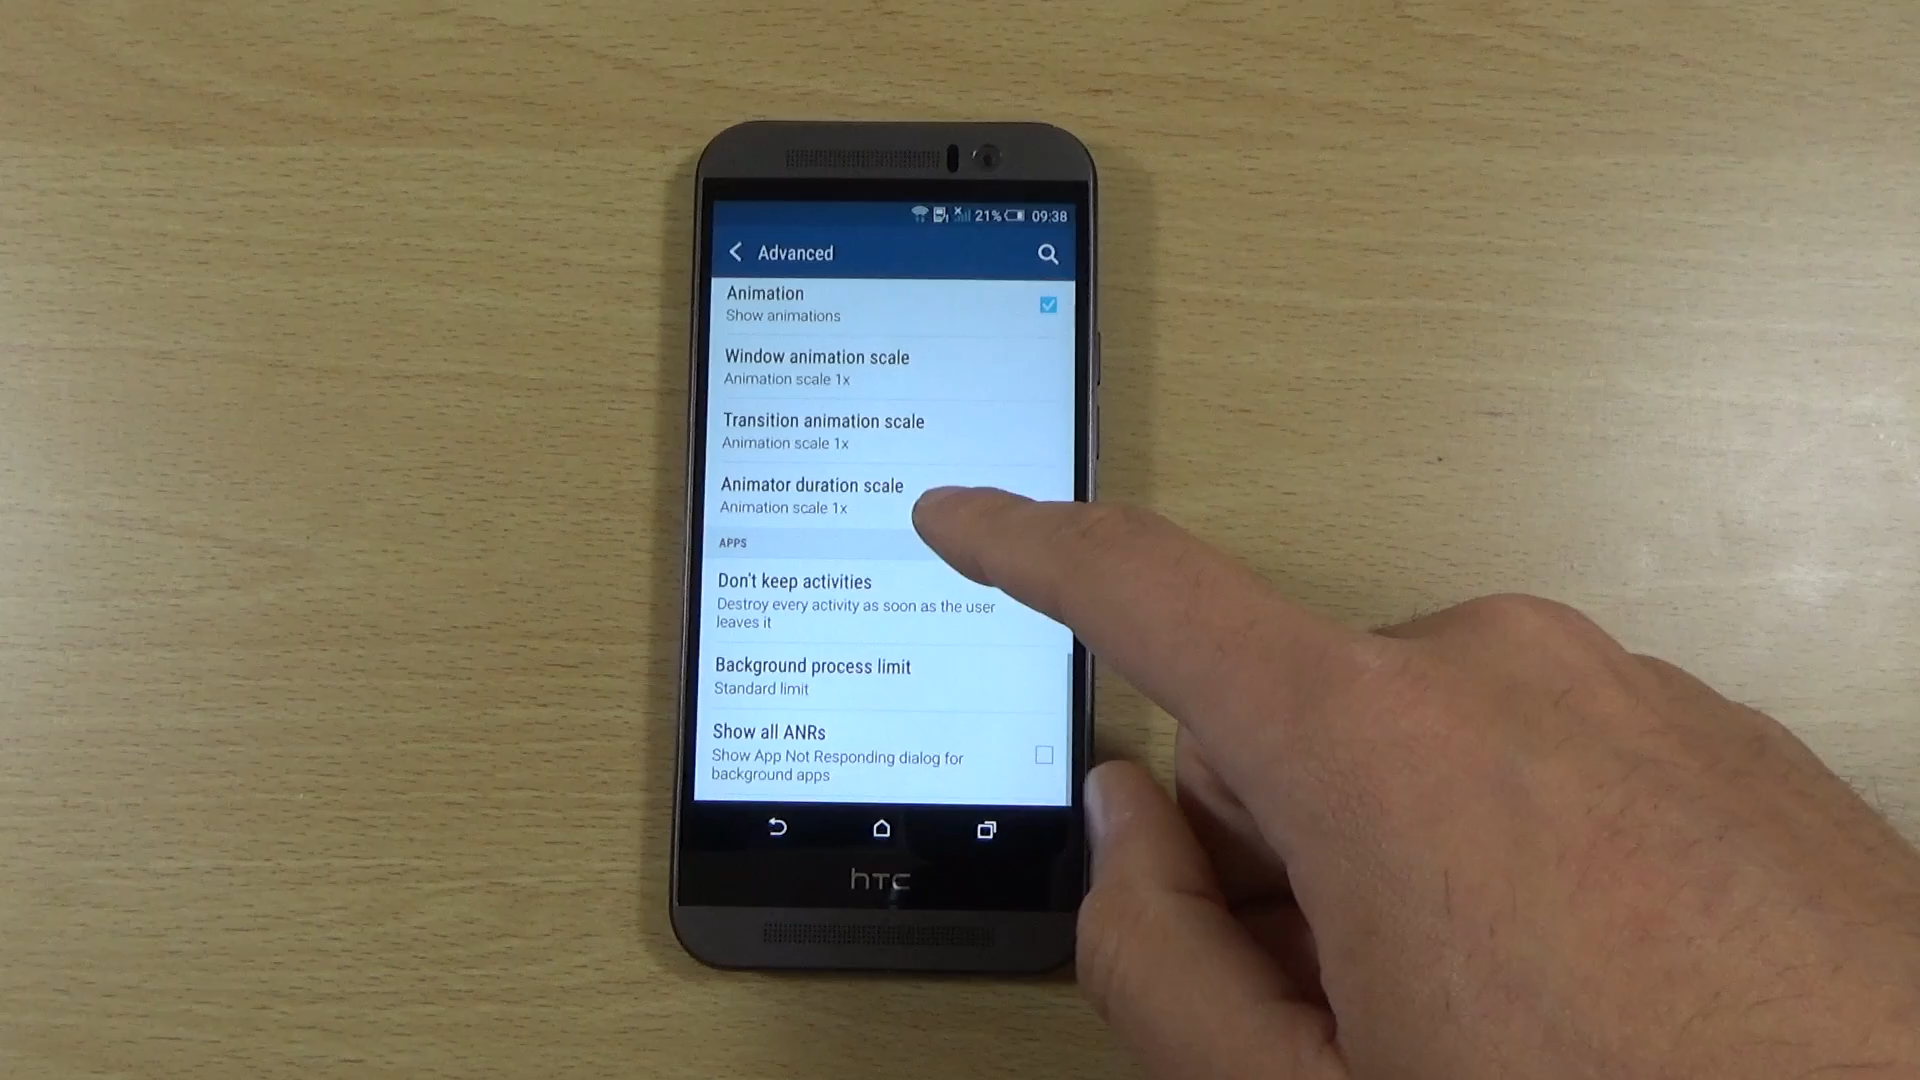 21% 09:38
Advanced
Animation
Show animations
Window animation scale
Animation scale 1x
Transition animation scale
Animation scale 1x
Animator duration scale
Animation scale 1x
APPS
Don't keep activities
Destroy every activity as soon as the user
leaves it
Background process limit
Standard limit
Show all ANRs
Show App Not Responding dialog for
background apps
hTC